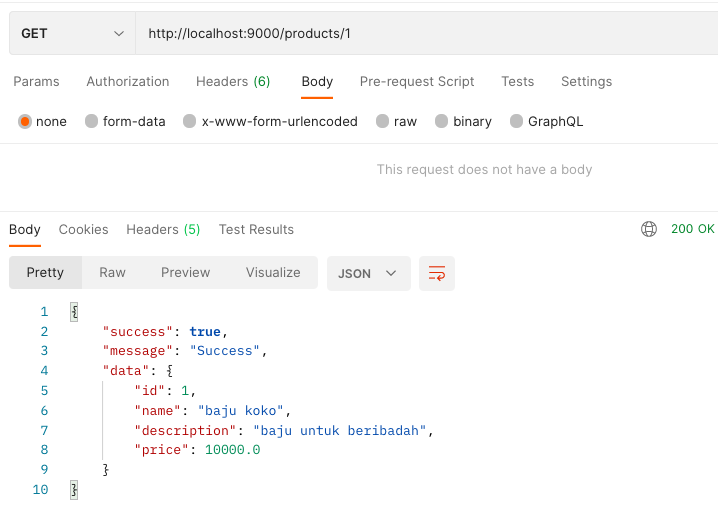 GET http://localhost:9000/products/1
Params Authorization Headers (6) Body Pre-request Script Tests Settings
none form-data x-www-form-urlencoded raw binary GraphQL
This request does not have a body
Body Cookies Headers (5) Test Results 200 OK
Pretty Raw Preview Visualize JSON
1 {
2 "success": true,
3 "message": "Success",
4 "data": {
5 "id": 1,
6 "name": "baju koko",
7 "description": "baju untuk beribadah",
8 "price": 10000.0
9 }
10 }